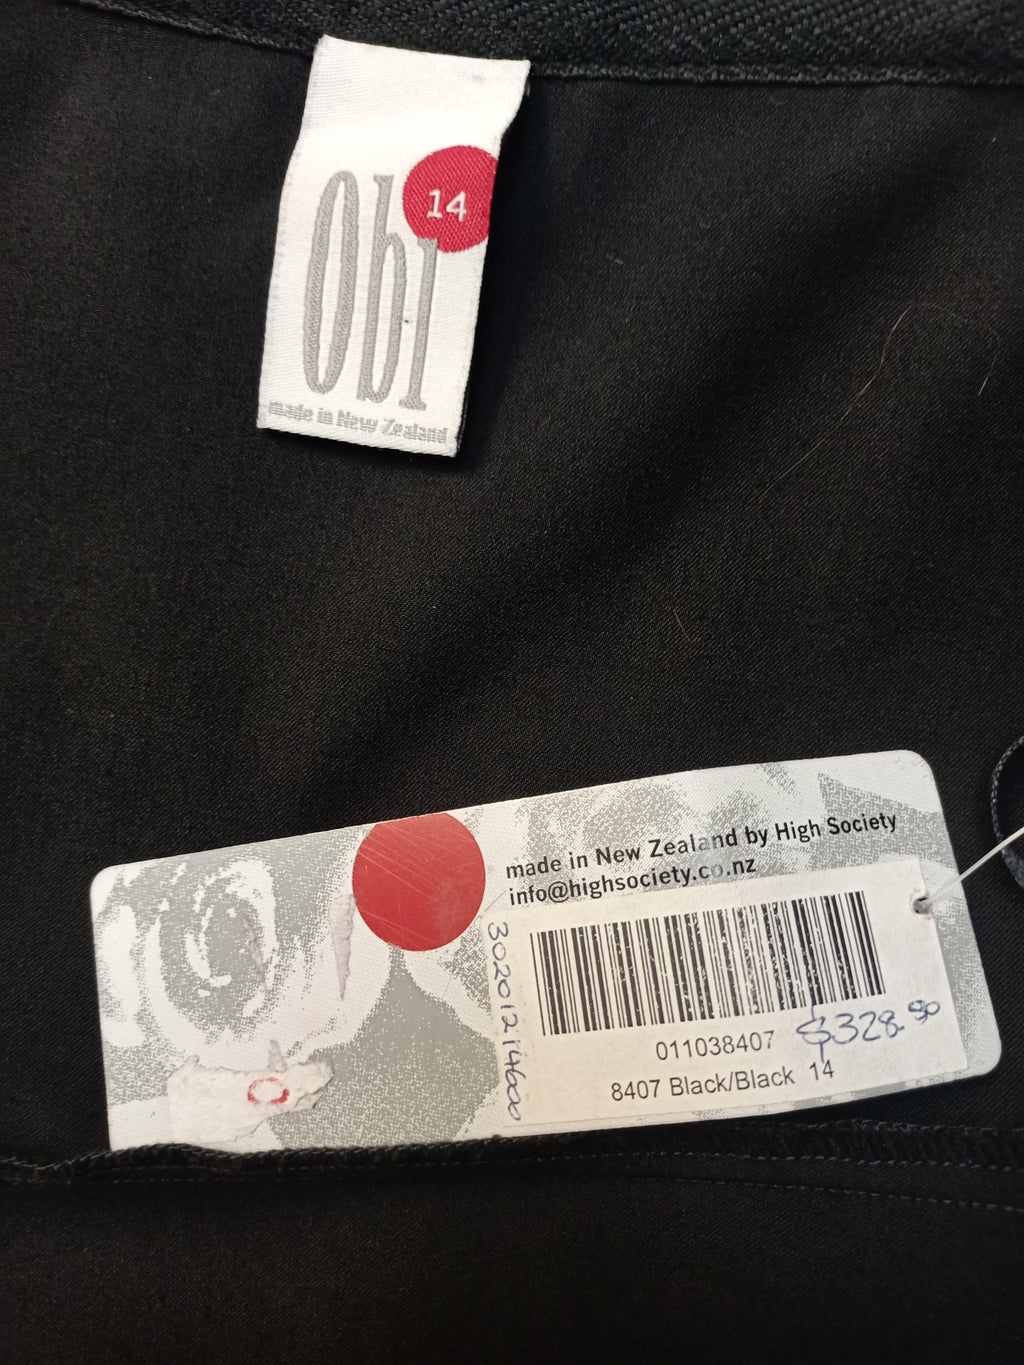 14
Obi
made in New Zealand
made in New Zealand by High Society
info@highsociety.co.nz
011038407 $328.90
8407 Black/Black 14